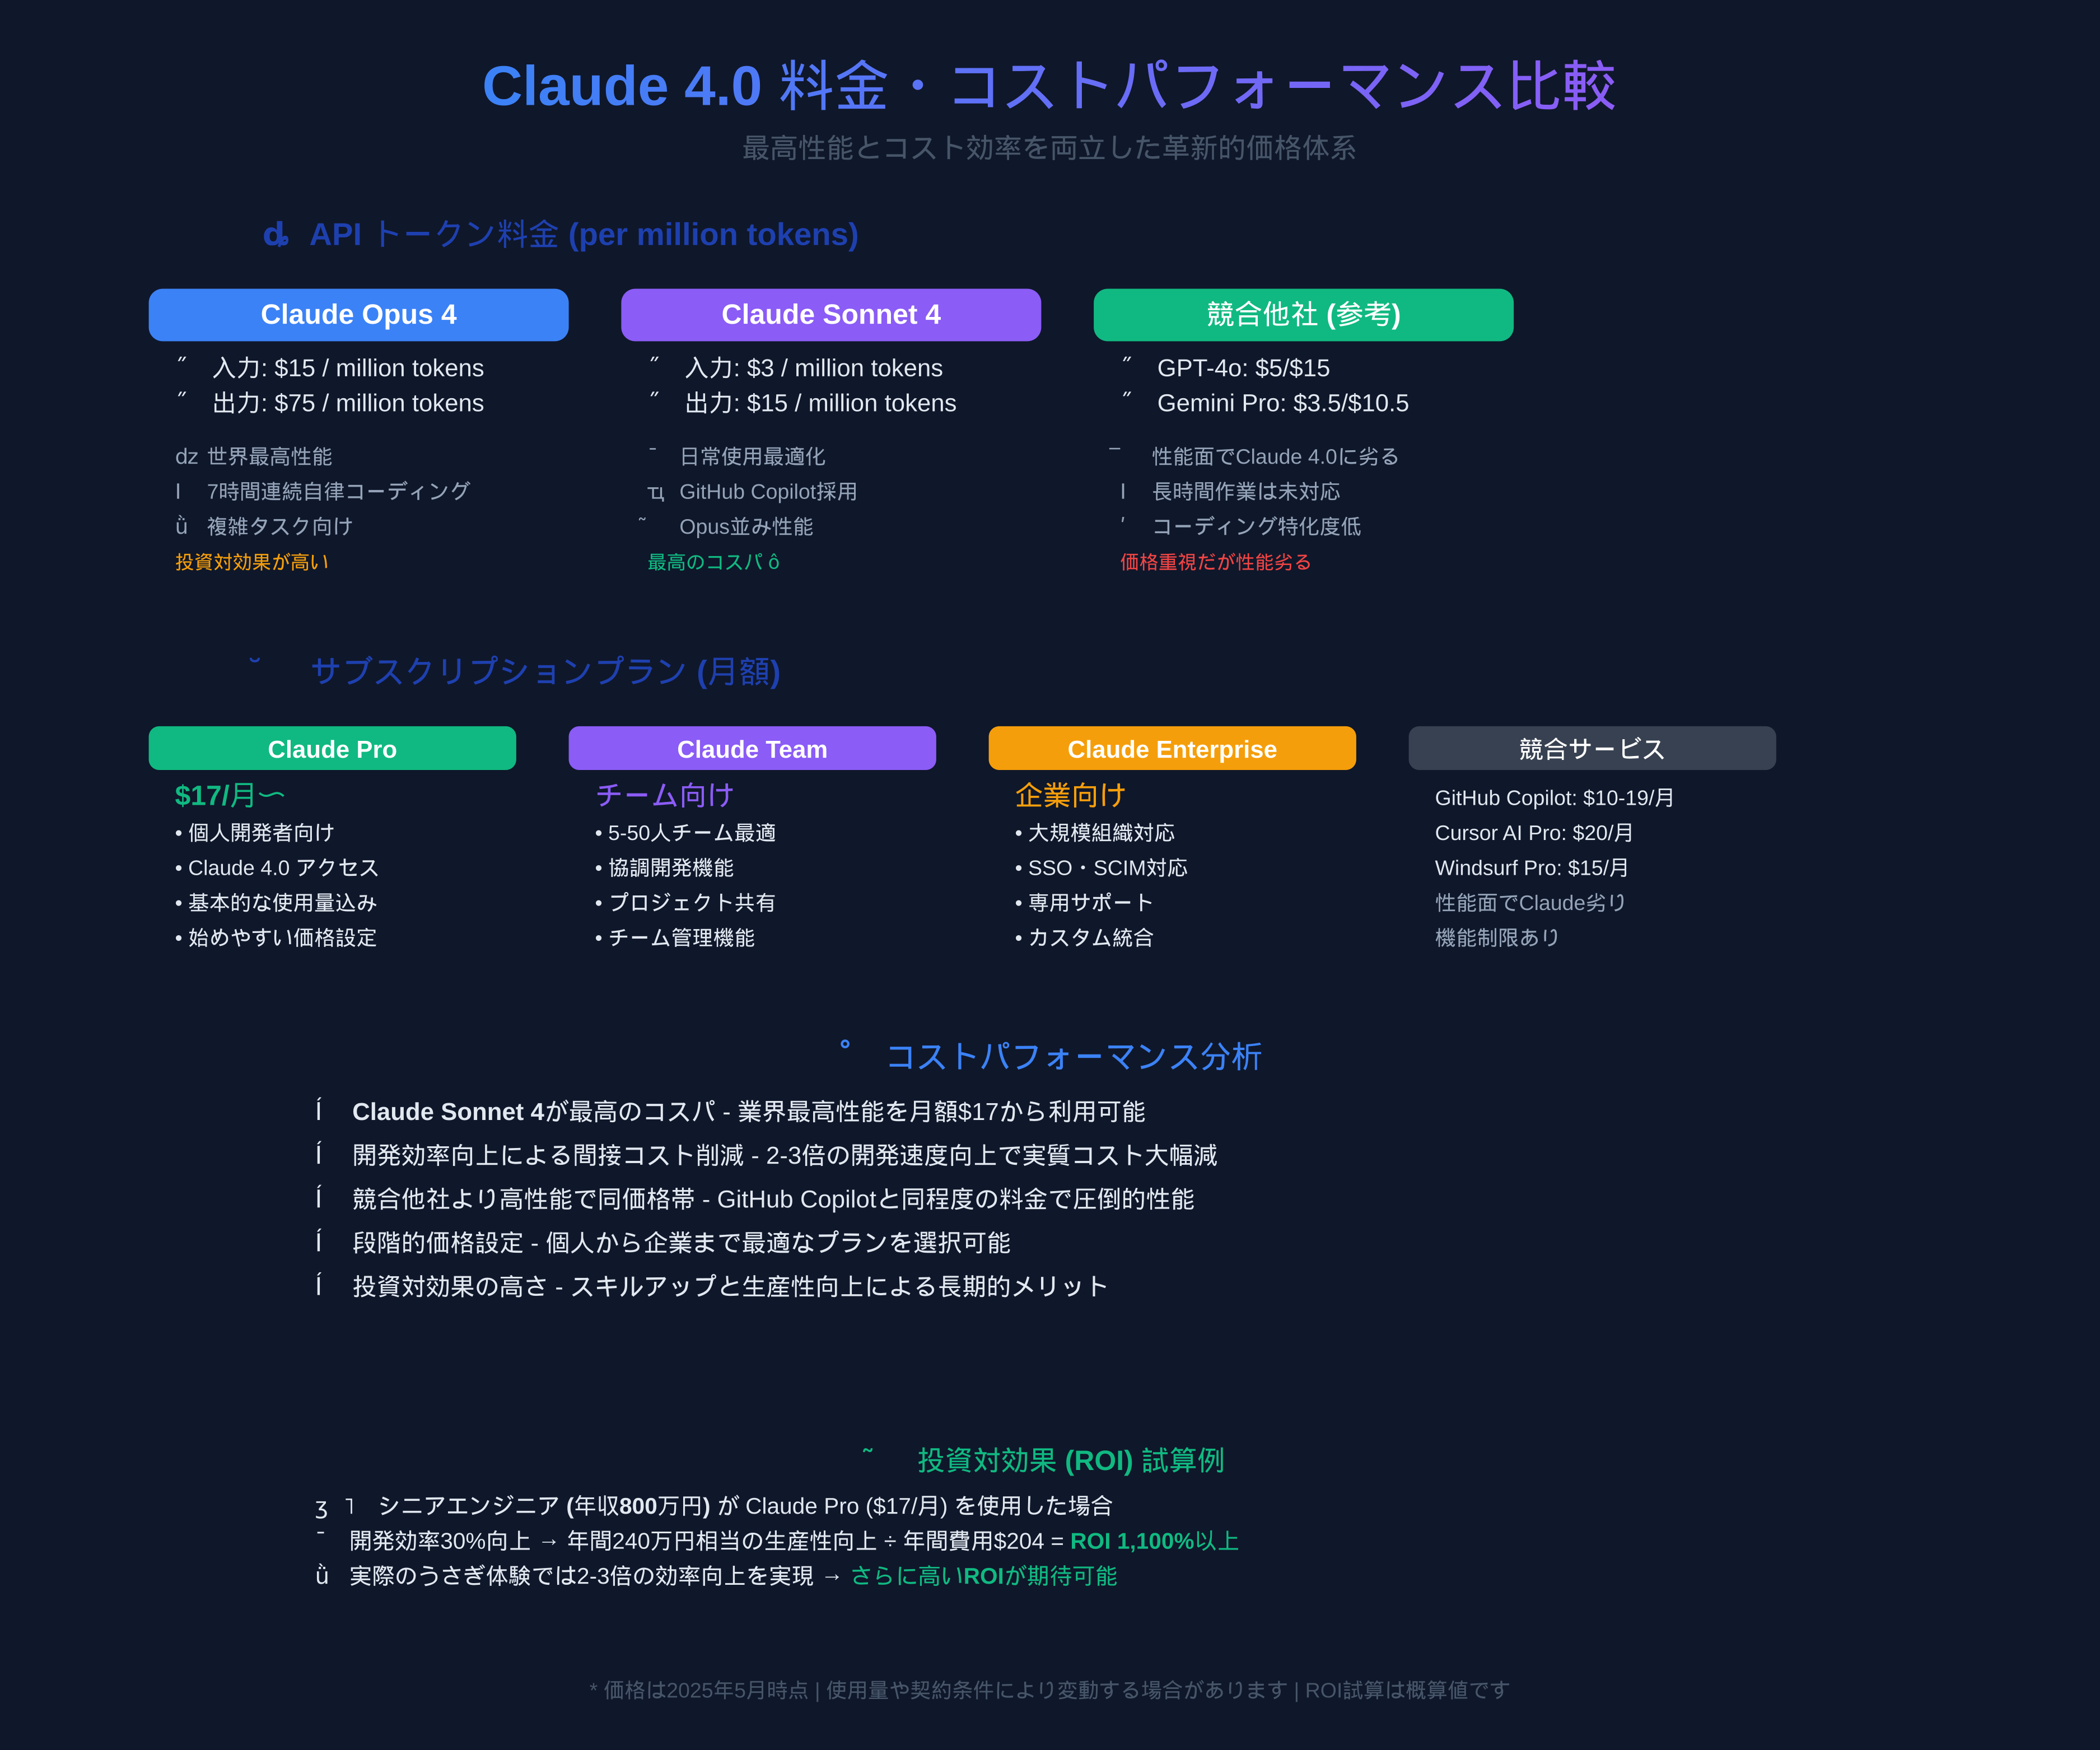 Claude 4.0 料金・コストパフォーマンス比較
最高性能とコスト効率を両立した革新的価格体系
API トークン料金 (per million tokens)
Claude Opus 4
˝ 入力: $15 / million tokens
˝ 出力: $75 / million tokens
ǳ 世界最高性能
7時間連続自律コーディング
ǜ 複雑タスク向け
投資対効果が高い
Claude Sonnet 4
˝ 入力: $3 / million tokens
˝ 出力: $15 / million tokens
日常使用最適化
GitHub Copilot採用
˜ Opus並み性能
最高のコスパ ô
競合他社 (参考)
˝ GPT-4o: $5/$15
˝ Gemini Pro: $3.5/$10.5
性能面でClaude 4.0に劣る
長時間作業は未対応
コーディング特化度低
価格重視だが性能劣る
˘ サブスクリプションプラン (月額)
Claude Pro
$17/月〜
• 個人開発者向け
• Claude 4.0 アクセス
• 基本的な使用量込み
• 始めやすい価格設定
Claude Team
チーム向け
• 5-50人チーム最適
• 協調開発機能
• プロジェクト共有
• チーム管理機能
Claude Enterprise
企業向け
• 大規模組織対応
• SSO・SCIM対応
• 専用サポート
• カスタム統合
競合サービス
GitHub Copilot: $10-19/月
Cursor AI Pro: $20/月
Windsurf Pro: $15/月
性能面でClaude劣り
機能制限あり
˚ コストパフォーマンス分析
Í Claude Sonnet 4が最高のコスパ - 業界最高性能を月額$17から利用可能
Í 開発効率向上による間接コスト削減 - 2-3倍の開発速度向上で実質コスト大幅減
Í 競合他社より高性能で同価格帯 - GitHub Copilotと同程度の料金で圧倒的性能
Í 段階的価格設定 - 個人から企業まで最適なプランを選択可能
Í 投資対効果の高さ - スキルアップと生産性向上による長期的メリット
˜ 投資対効果 (ROI) 試算例
シニアエンジニア (年収800万円) が Claude Pro ($17/月) を使用した場合
開発効率30%向上 → 年間240万円相当の生産性向上 ÷ 年間費用$204 = ROI 1,100%以上
ǜ 実際のうさぎ体験では2-3倍の効率向上を実現 → さらに高いROIが期待可能
* 価格は2025年5月時点 | 使用量や契約条件により変動する場合があります | ROI試算は概算値です